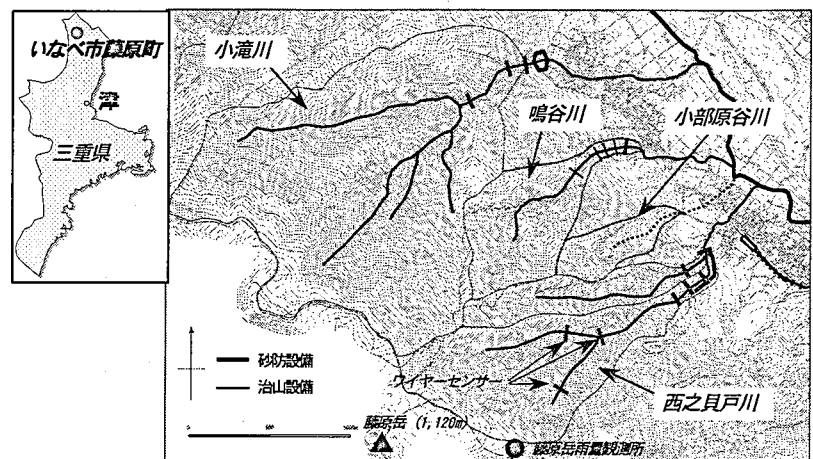 いなべ市藤原町
津
三重県
小滝川
鳴谷川
小部原谷川
砂防設備
治山設備
ワイヤーセンサー
西之貝戸川
藤原岳 (1,120m)
藤原岳雨量観測所